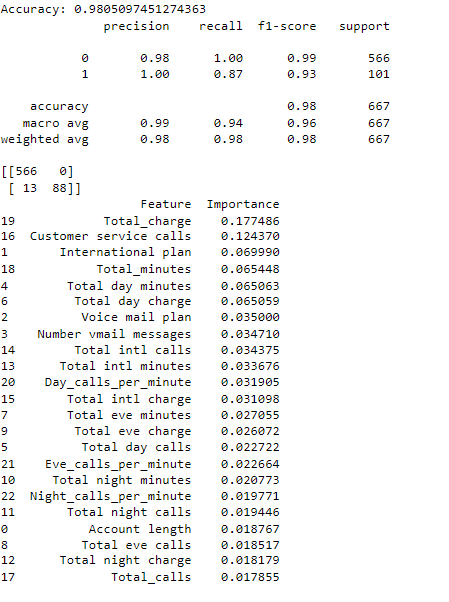 Accuracy: 0.9805097451274363
precision recall f1-score support
0 0.98 1.00 0.99 566
1 1.00 0.87 0.93 101
accuracy 0.98 667
macro avg 0.99 0.94 0.96 667
weighted avg 0.98 0.98 0.98 667
[[566 0]
[ 13 88]]
Feature Importance
19 Total_charge 0.177486
16 Customer service calls 0.124370
1 International plan 0.069990
18 Total_minutes 0.065448
4 Total day minutes 0.065063
6 Total day charge 0.065059
2 Voice mail plan 0.035000
3 Number vmail messages 0.034710
14 Total intl calls 0.034375
13 Total intl minutes 0.033676
20 Day_calls_per_minute 0.031905
15 Total intl charge 0.031098
7 Total eve minutes 0.027055
9 Total eve charge 0.026072
5 Total day calls 0.022722
21 Eve_calls_per_minute 0.022664
10 Total night minutes 0.020773
22 Night_calls_per_minute 0.019771
11 Total night calls 0.019446
0 Account length 0.018767
8 Total eve calls 0.018517
12 Total night charge 0.018179
17 Total_calls 0.017855